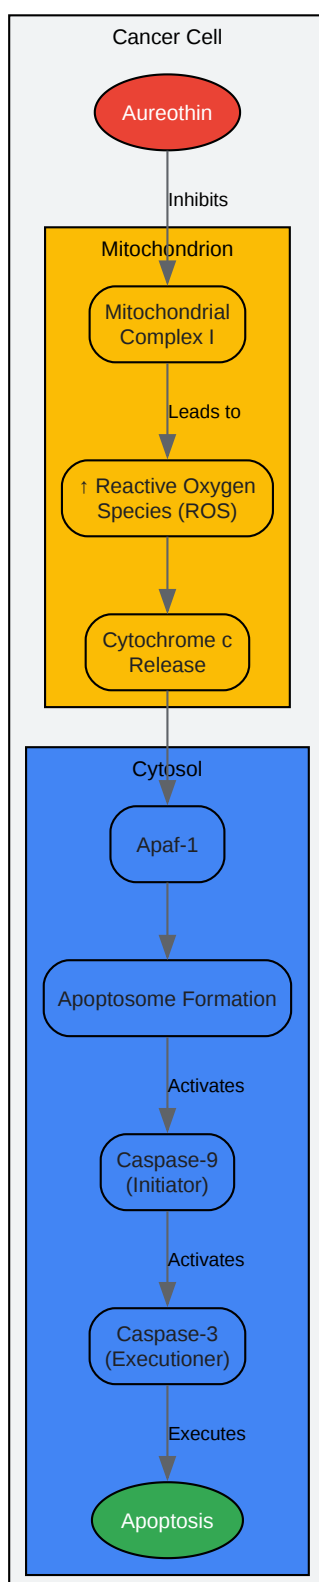 Cancer Cell
Aureothin
Inhibits
Mitochondrion
Mitochondrial
Complex I
Leads to
↑ Reactive Oxygen
Species (ROS)
Cytochrome c
Release
Cytosol
Apaf-1
Apoptosome Formation
Activates
Caspase-9
(Initiator)
Activates
Caspase-3
(Executioner)
Executes
Apoptosis